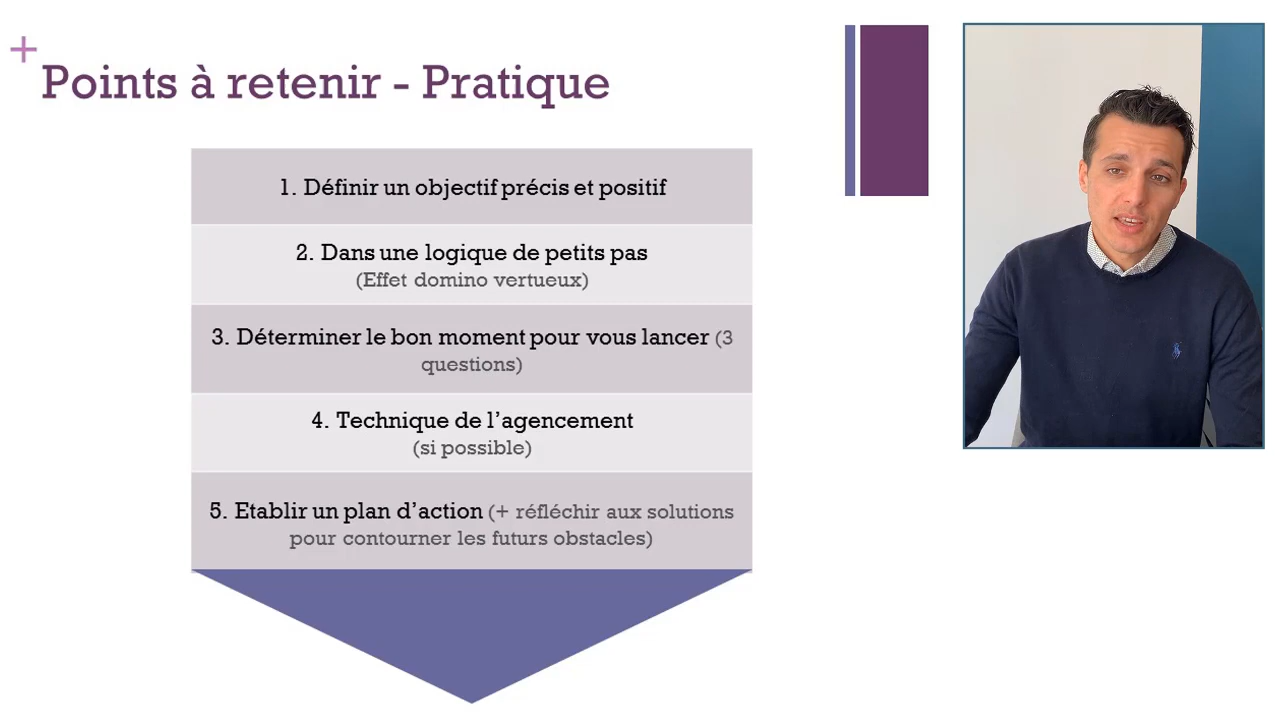 +
Points à retenir - Pratique
1. Définir un objectif précis et positif
2. Dans une logique de petits pas
(Effet domino vertueux)
3. Déterminer le bon moment pour vous lancer (3
questions)
4. Technique de l’agencement
(si possible)
5. Etablir un plan d’action (+ réfléchir aux solutions
pour contourner les futurs obstacles)